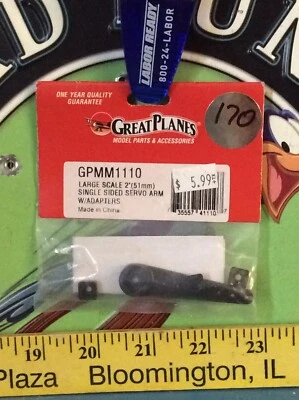 LABOR READY
800-24-LABOR
ONE YEAR QUALITY
GUARANTEE
170
GREAT PLANES
MODEL PARTS & ACCESSORIES
GPMM1110
LARGE SCALE 2"(51mm)
SINGLE SIDED SERVO ARM
W/ADAPTERS
Made in China
$ 5.99
35557 41110
19 20 21 22 23
Plaza Bloomington, IL